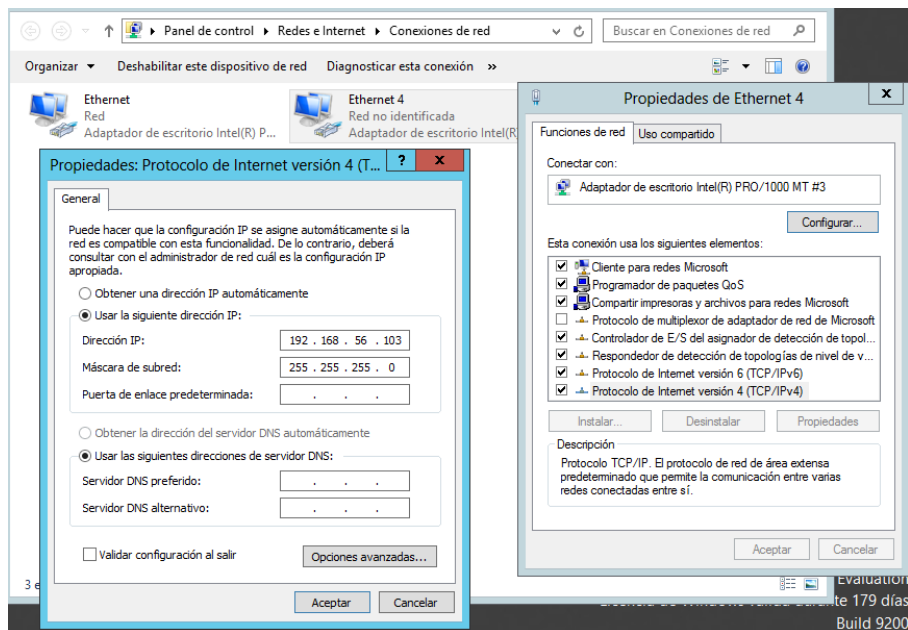 Panel de control ▸ Redes e Internet ▸ Conexiones de red
Buscar en Conexiones de red
Organizar
Deshabilitar este dispositivo de red
Diagnosticar esta conexión
»
Ethernet
Red
Adaptador de escritorio Intel(R) P...
Ethernet 4
Red no identificada
Adaptador de escritorio Intel(R)
Propiedades: Protocolo de Internet versión 4 (T...
?
x
General
Puede hacer que la configuración IP se asigne automáticamente si la
red es compatible con esta funcionalidad. De lo contrario, deberá
consultar con el administrador de red cuál es la configuración IP
apropiada.
Obtener una dirección IP automáticamente
Usar la siguiente dirección IP:
Dirección IP:
192 . 168 . 56 . 103
Máscara de subred:
255 . 255 . 255 . 0
Puerta de enlace predeterminada:
. . .
Obtener la dirección del servidor DNS automáticamente
Usar las siguientes direcciones de servidor DNS:
Servidor DNS preferido:
. . .
Servidor DNS alternativo:
. . .
Validar configuración al salir
Opciones avanzadas...
Aceptar
Cancelar
Propiedades de Ethernet 4
x
Funciones de red
Uso compartido
Conectar con:
Adaptador de escritorio Intel(R) PRO/1000 MT #3
Configurar...
Esta conexión usa los siguientes elementos:
Cliente para redes Microsoft
Programador de paquetes QoS
Compartir impresoras y archivos para redes Microsoft
Protocolo de multiplexor de adaptador de red de Microsoft
Controlador de E/S del asignador de detección de topol...
Respondedor de detección de topologías de nivel de v...
Protocolo de Internet versión 6 (TCP/IPv6)
Protocolo de Internet versión 4 (TCP/IPv4)
Instalar...
Desinstalar
Propiedades
Descripción
Protocolo TCP/IP. El protocolo de red de área extensa
predeterminado que permite la comunicación entre varias
redes conectadas entre sí.
Aceptar
Cancelar
3 e
Evaluation
te 179 días
Build 9200